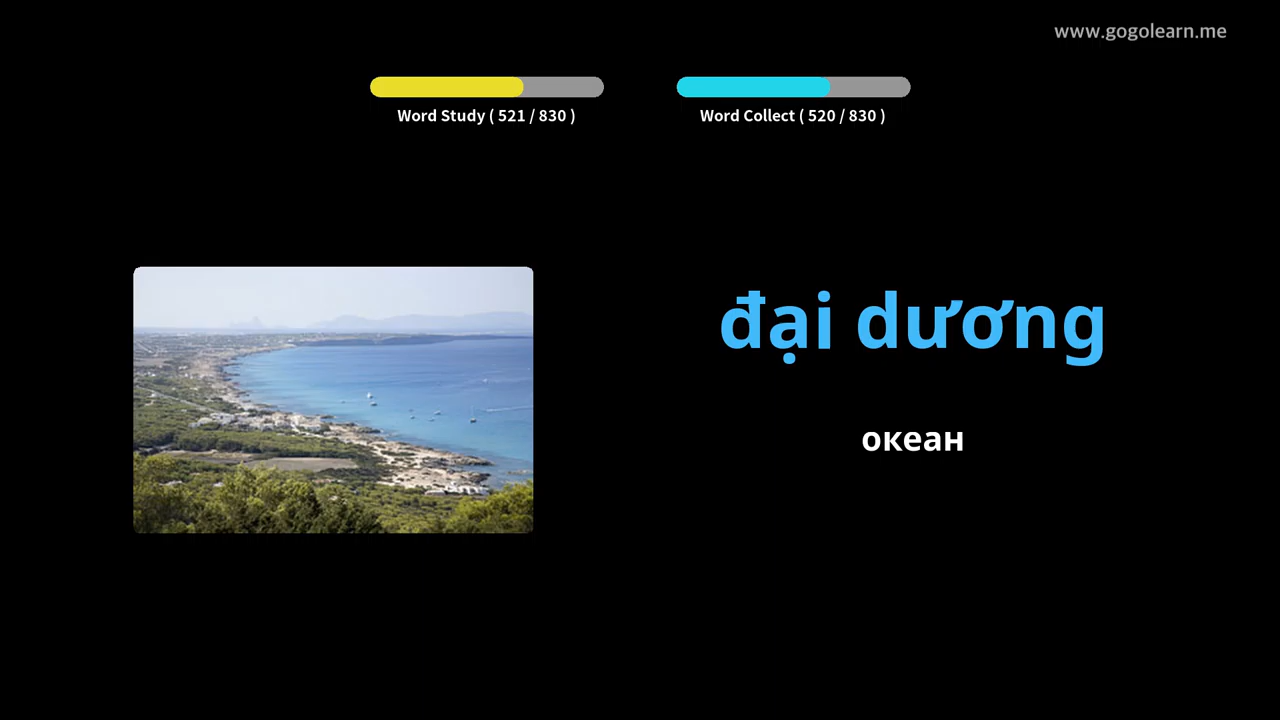 www.gogolearn.me
Word Study ( 521 / 830 )
Word Collect ( 520 / 830 )
đại dương
океан